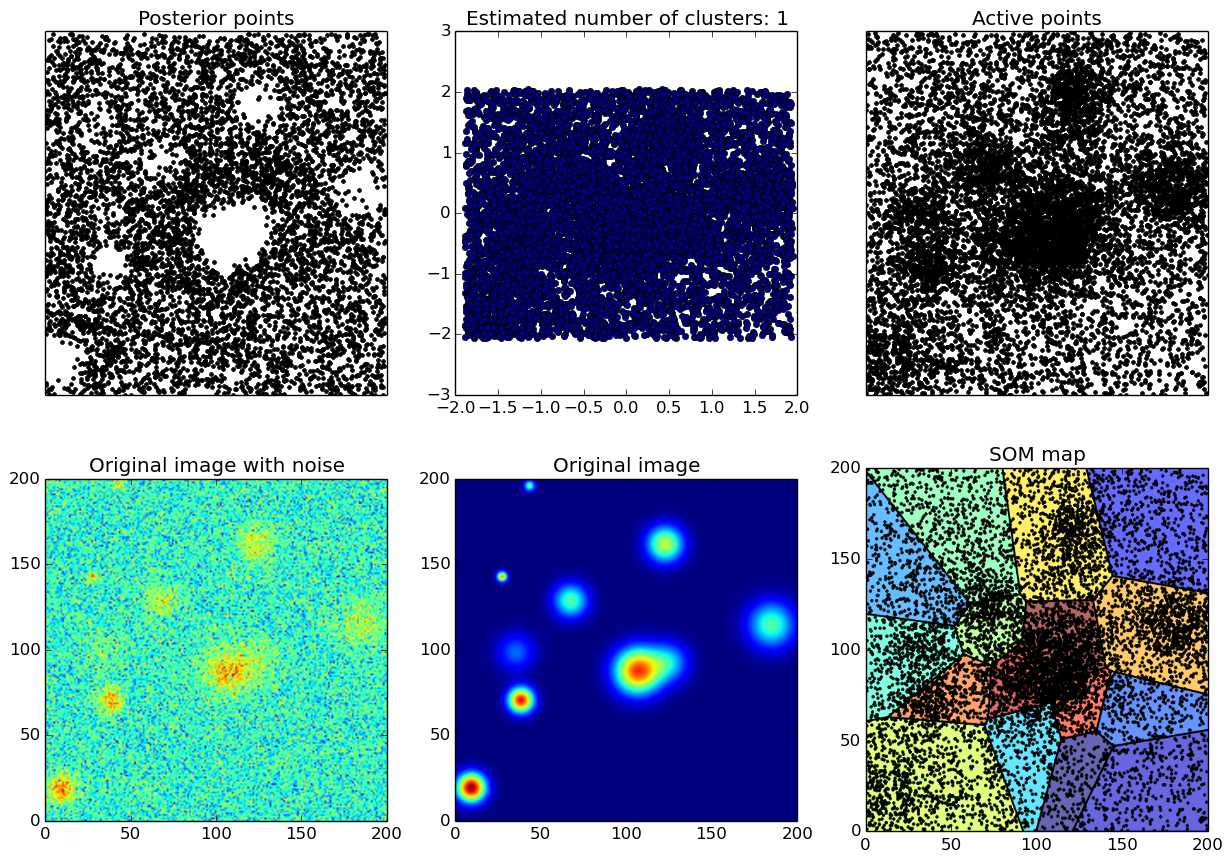 Posterior points
Estimated number of clusters: 1
Active points
3
2
1
0
−1
−2
−3
−2.0 −1.5 −1.0 −0.5 0.0 0.5 1.0 1.5 2.0
Original image with noise
Original image
SOM map
200
150
100
50
0
0 50 100 150 200
200
150
100
50
0
0 50 100 150 200
200
150
100
50
0
0 50 100 150 200